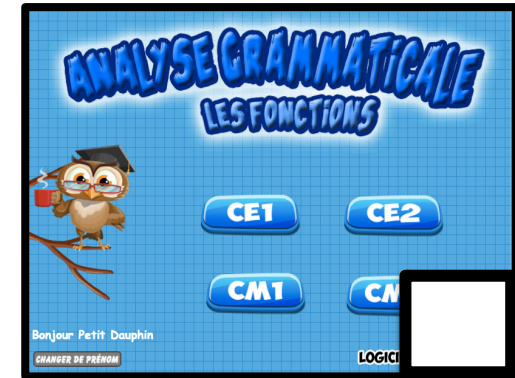 ANALYSE GRAMMATICALE
LES FONCTIONS
CE1 CE2
CM1
Bonjour Petit Dauphin
CHANGER DE PRÉNOM